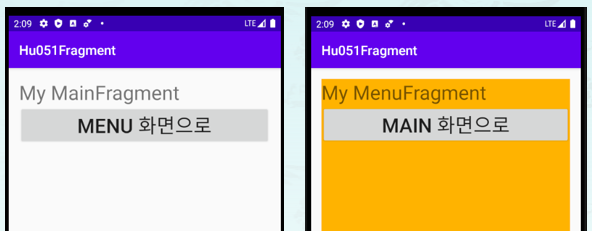 2:09 LTE
Hu051Fragment
My MainFragment
MENU 화면으로
2:09 LTE
Hu051Fragment
My MenuFragment
MAIN 화면으로